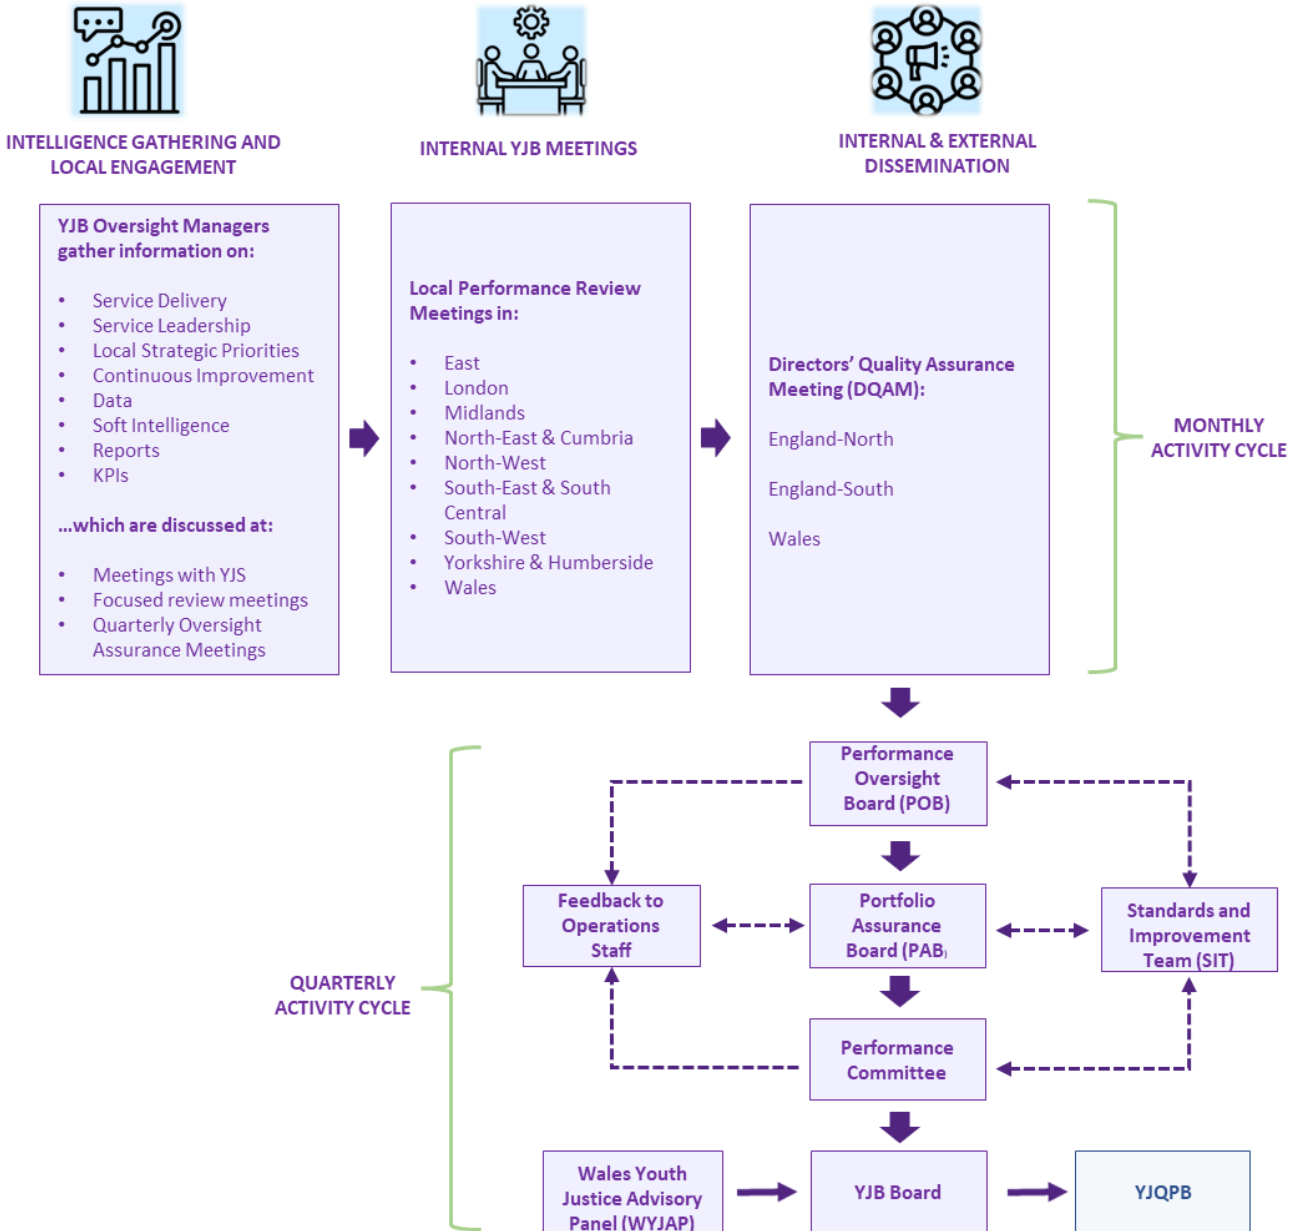 INTELLIGENCE GATHERING AND
LOCAL ENGAGEMENT
INTERNAL YJB MEETINGS
INTERNAL & EXTERNAL
DISSEMINATION
YJB Oversight Managers
gather information on:
• Service Delivery
• Service Leadership
• Local Strategic Priorities
• Continuous Improvement
• Data
• Soft Intelligence
• Reports
• KPIs
...which are discussed at:
• Meetings with YJS
• Focused review meetings
• Quarterly Oversight
Assurance Meetings
Local Performance Review
Meetings in:
• East
• London
• Midlands
• North-East & Cumbria
• North-West
• South-East & South
Central
• South-West
• Yorkshire & Humberside
• Wales
Directors’ Quality Assurance
Meeting (DQAM):
England-North
England-South
Wales
MONTHLY
ACTIVITY CYCLE
Performance
Oversight
Board (POB)
Feedback to
Operations
Staff
Portfolio
Assurance
Board (PAB)
Standards and
Improvement
Team (SIT)
QUARTERLY
ACTIVITY CYCLE
Performance
Committee
Wales Youth
Justice Advisory
Panel (WYJAP)
YJB Board
YJQPB